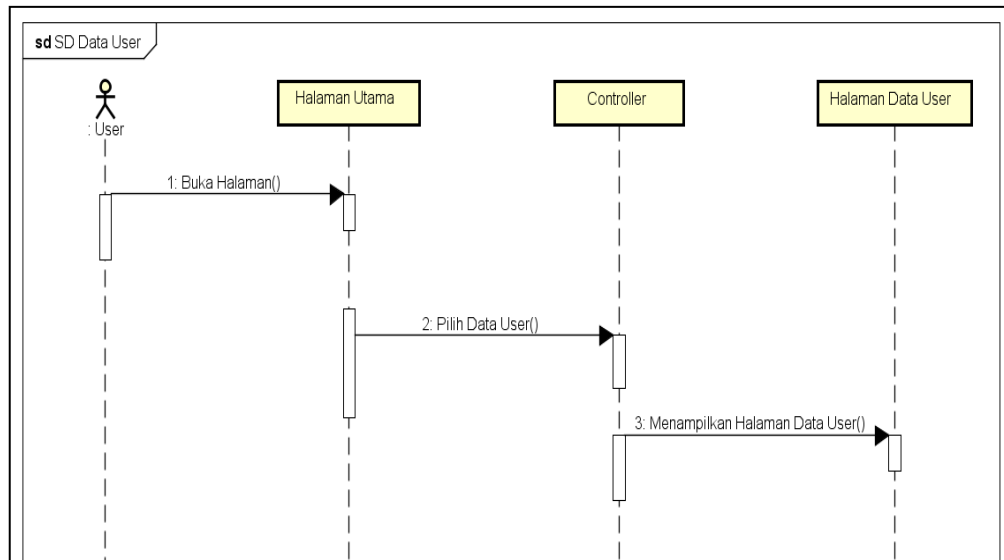 sd SD Data User
: User
Halaman Utama
Controller
Halaman Data User
1: Buka Halaman()
2: Pilih Data User()
3: Menampilkan Halaman Data User()